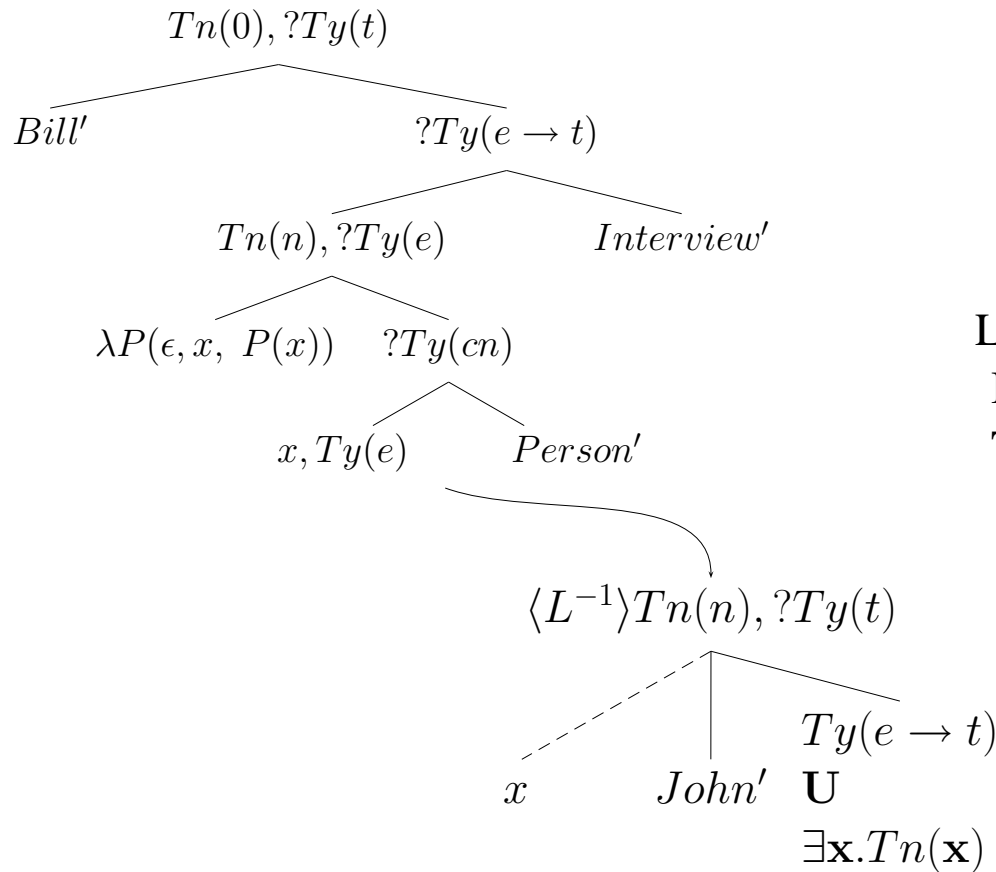 Tn(0), ?Ty(t)
Bill′ ?Ty(e → t)
Tn(n), ?Ty(e) Interview′
λP(ϵ, x, P(x)) ?Ty(cn)
L
x, Ty(e) Person′
⟨L⁻¹⟩Tn(n), ?Ty(t)
Ty(e → t)
x John′ U
∃x.Tn(x)